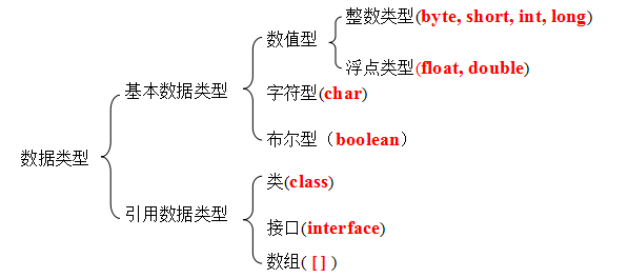 数据类型
基本数据类型
数值型
整数类型(byte, short, int, long)
浮点类型(float, double)
字符型(char)
布尔型（boolean）
引用数据类型
类(class)
接口(interface)
数组( [ ] )